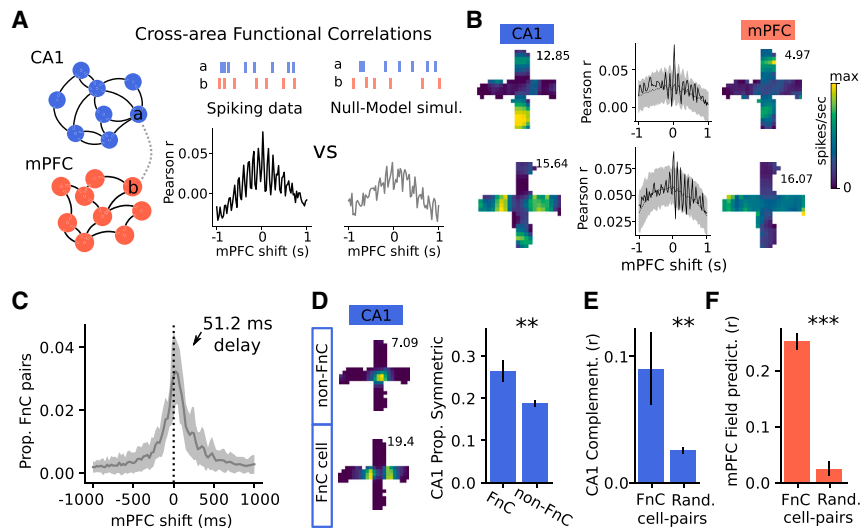 A
Cross-area Functional Correlations
CA1
a
mPFC
b
a
b
Spiking data
a
b
Null-Model simul.
Pearson r
0.05
0.00
-1 0 1
mPFC shift (s)
vs
-1 0 1
mPFC shift (s)
B
CA1
mPFC
12.85
Pearson r
0.05
0.00
-1 0 1
4.97
15.64
Pearson r
0.075
0.050
0.025
-1 0 1
mPFC shift (s)
16.07
max
spikes/sec
0
C
Prop. FnC pairs
0.04
0.02
0.00
51.2 ms
delay
-1000 -500 0 500 1000
mPFC shift (ms)
D
CA1
non-FnC
7.09
FnC cell
19.4
CA1 Prop. Symmetric
0.3
0.2
0.1
0.0
**
FnC
non-FnC
E
CA1 Complement. (r)
0.1
0.0
**
FnC Rand.
cell-pairs
F
mPFC Field predict. (r)
0.2
0.1
0.0
***
FnC Rand.
cell-pairs